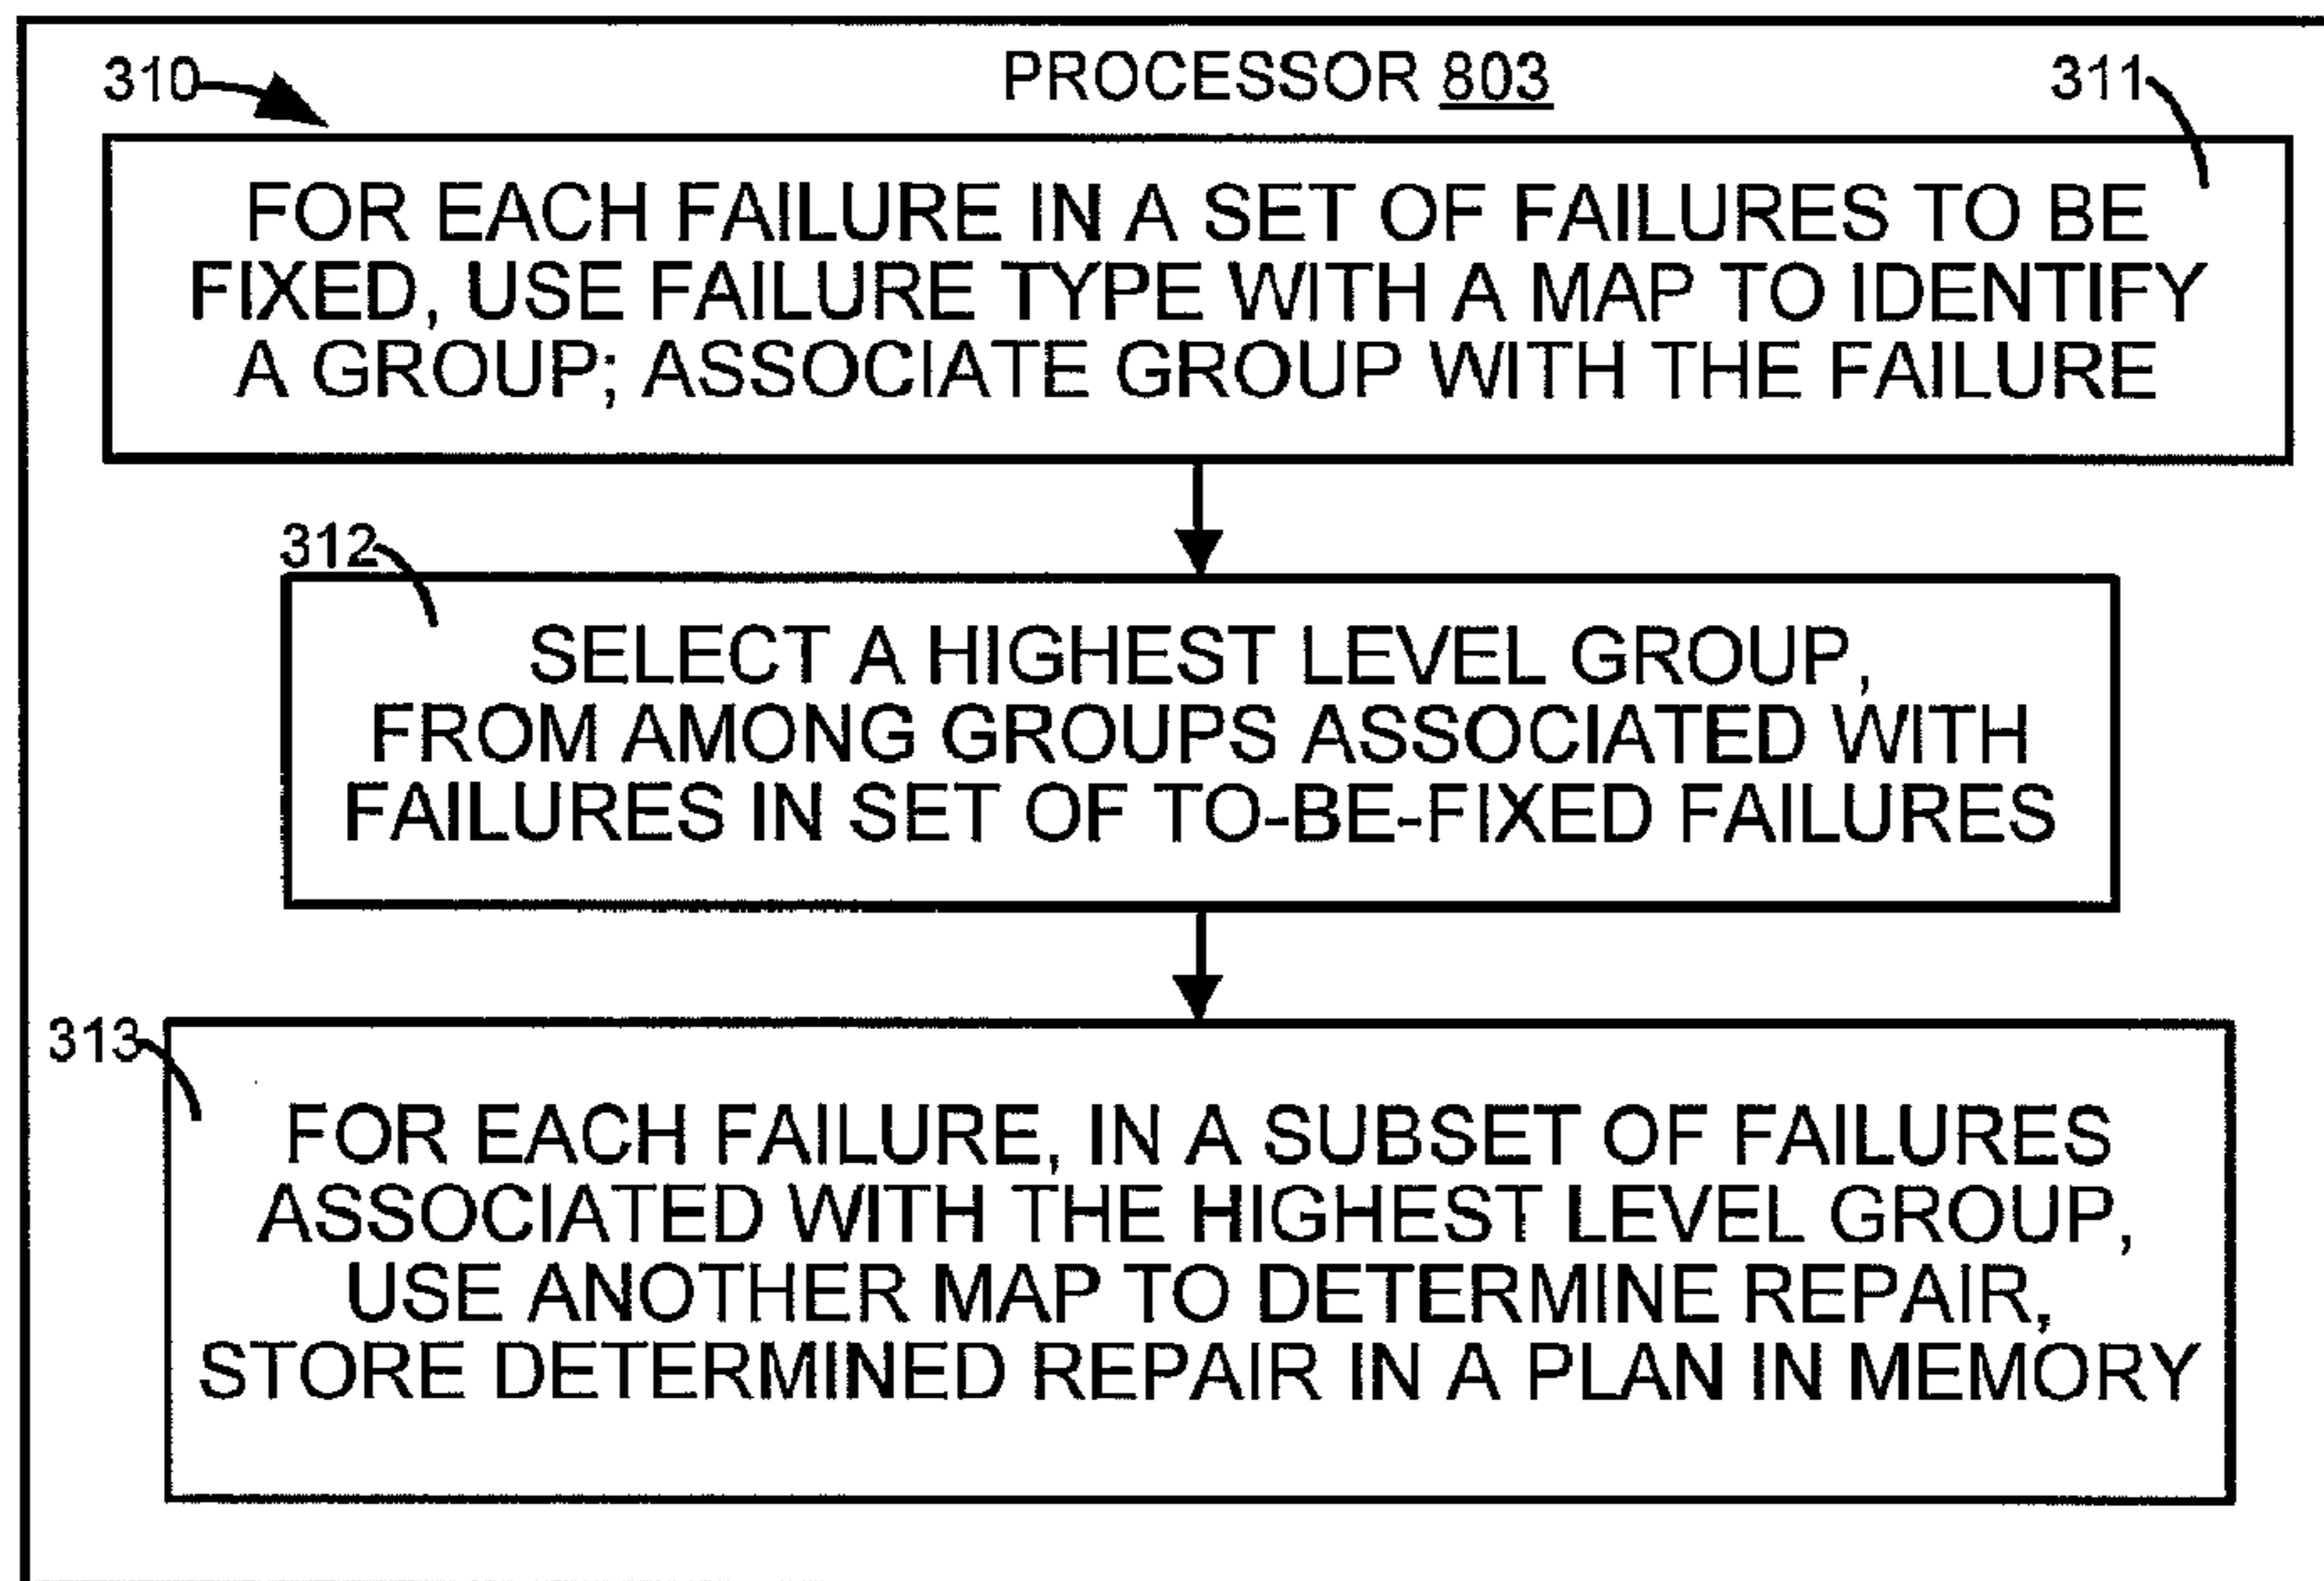 PROCESSOR 803
310
311
FOR EACH FAILURE IN A SET OF FAILURES TO BE
FIXED, USE FAILURE TYPE WITH A MAP TO IDENTIFY
A GROUP; ASSOCIATE GROUP WITH THE FAILURE
312
SELECT A HIGHEST LEVEL GROUP,
FROM AMONG GROUPS ASSOCIATED WITH
FAILURES IN SET OF TO-BE-FIXED FAILURES
313
FOR EACH FAILURE, IN A SUBSET OF FAILURES
ASSOCIATED WITH THE HIGHEST LEVEL GROUP,
USE ANOTHER MAP TO DETERMINE REPAIR,
STORE DETERMINED REPAIR IN A PLAN IN MEMORY